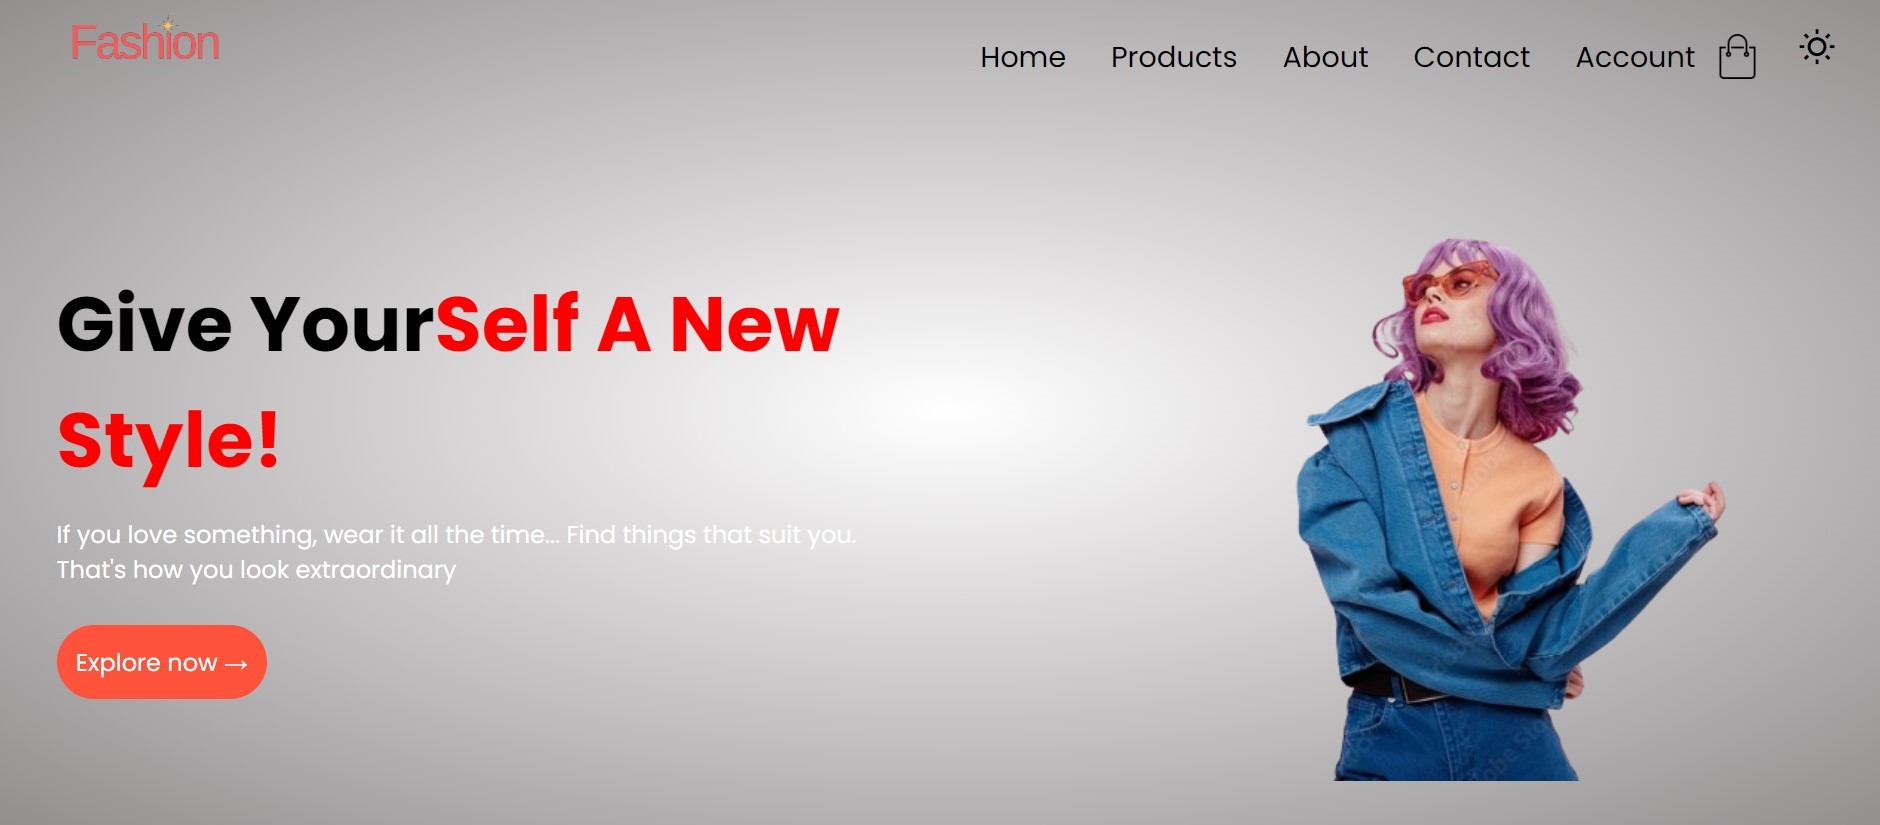 Fashion
Home Products About Contact Account
Give YourSelf A New
Style!
If you love something, wear it all the time... Find things that suit you.
That's how you look extraordinary
Explore now →